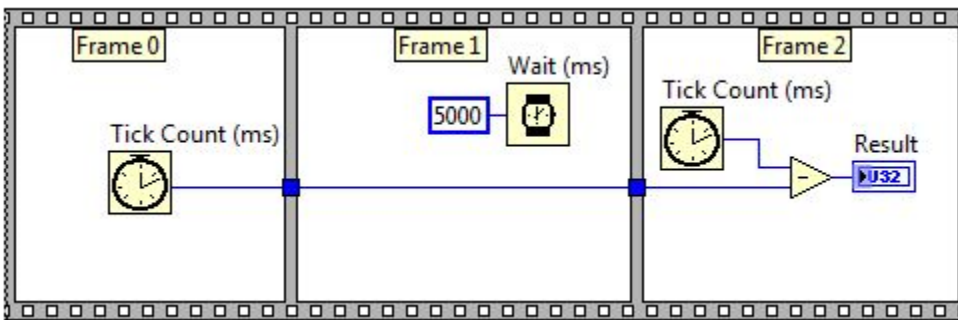 Frame 0
Tick Count (ms)
Frame 1
Wait (ms)
5000
Frame 2
Tick Count (ms)
Result
U32